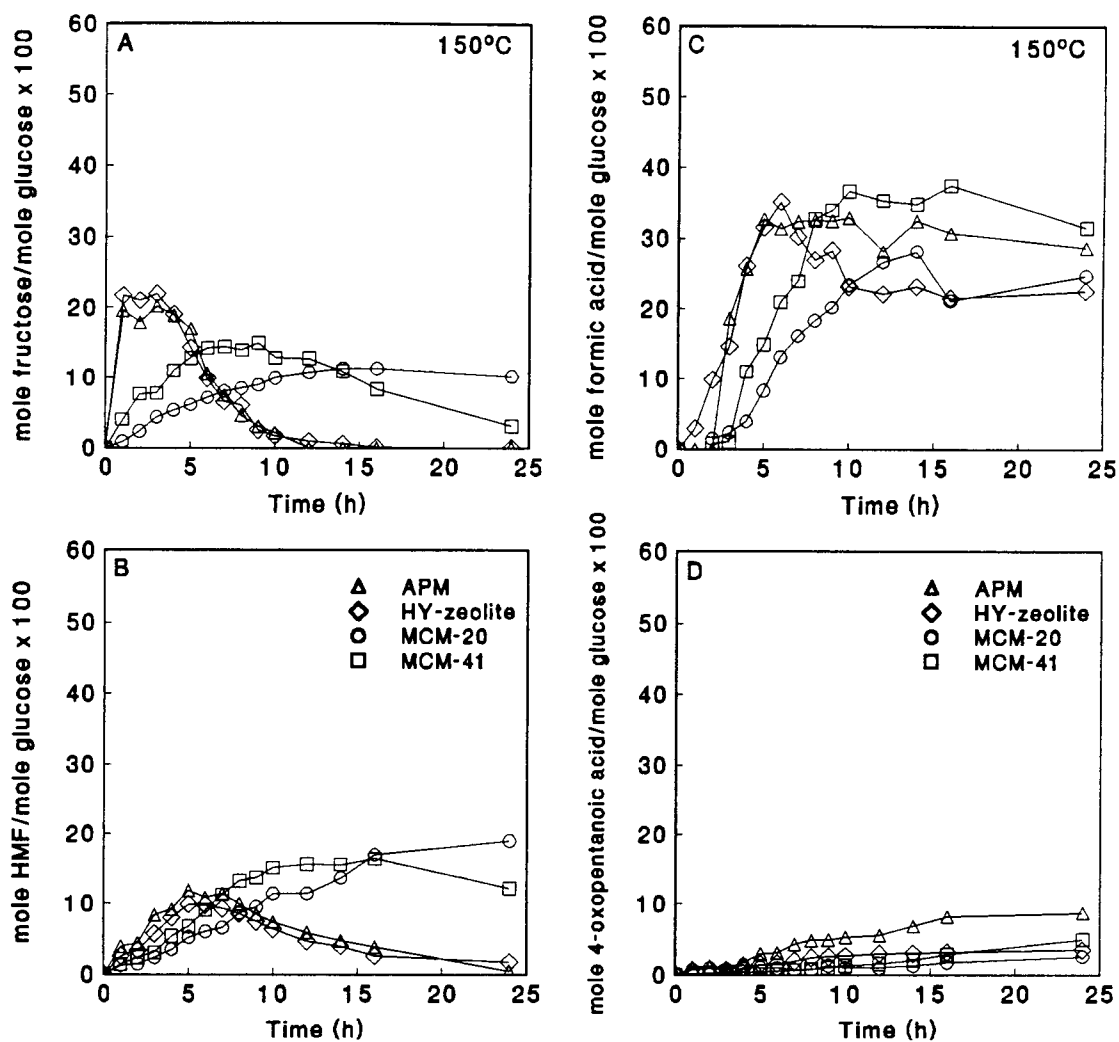 mole fructose/mole glucose x 100
60
50
40
30
20
10
0
A
150ºC
0
5
10
15
20
25
Time (h)
mole formic acid/mole glucose x 100
60
50
40
30
20
10
0
C
150ºC
0
5
10
15
20
25
Time (h)
mole HMF/mole glucose x 100
60
50
40
30
20
10
0
B
APM
HY-zeolite
MCM-20
MCM-41
0
5
10
15
20
25
Time (h)
mole 4-oxopentanoic acid/mole glucose x 100
60
50
40
30
20
10
0
D
APM
HY-zeolite
MCM-20
MCM-41
0
5
10
15
20
25
Time (h)